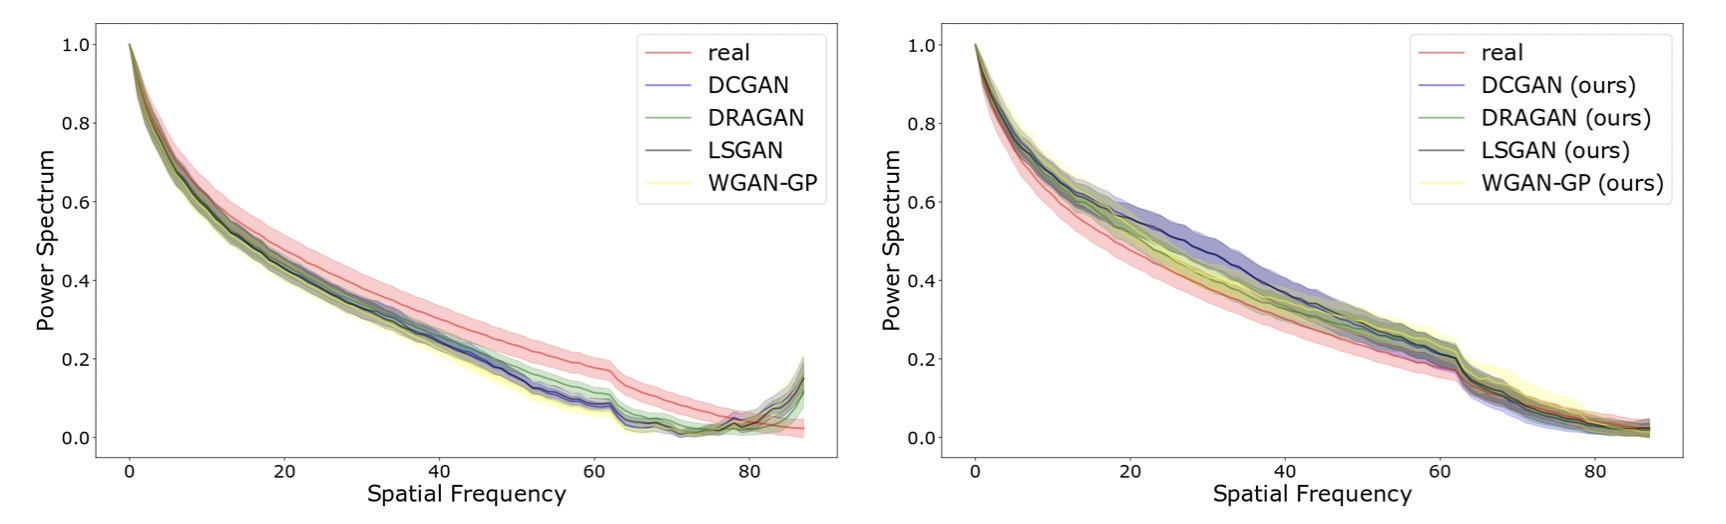 1.0
0.8
0.6
0.4
0.2
0.0
Power Spectrum
0 20 40 60 80
Spatial Frequency
real
DCGAN
DRAGAN
LSGAN
WGAN-GP
1.0
0.8
0.6
0.4
0.2
0.0
Power Spectrum
0 20 40 60 80
Spatial Frequency
real
DCGAN (ours)
DRAGAN (ours)
LSGAN (ours)
WGAN-GP (ours)